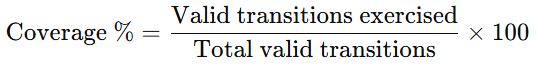 Coverage % = Valid transitions exercised / Total valid transitions × 100